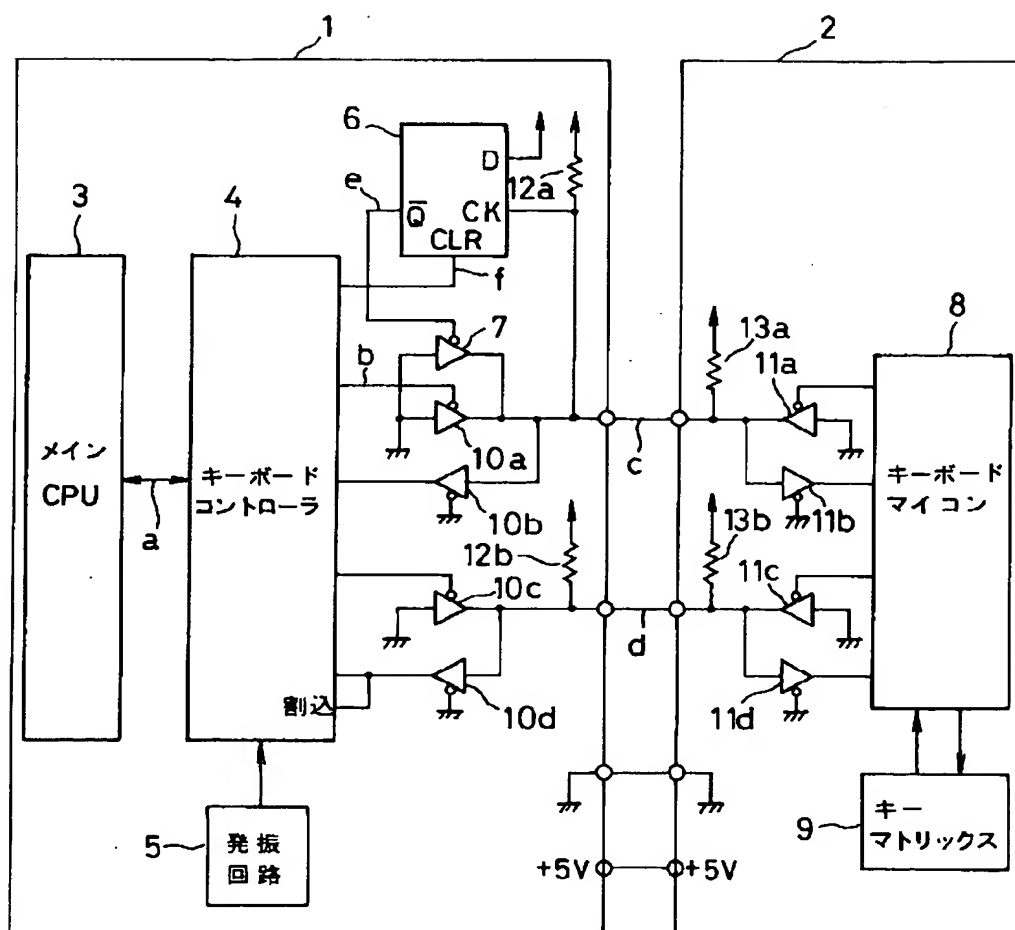 1
2
6
D
12a
e
Q̅
CK
CLR
3
4
f
7
13a
11a
8
b
メイン
CPU
a
キーボード
コントローラ
10a
c
10b
11b
キーボード
マイコン
12b
13b
10c
11c
d
割込
10d
11d
5
発振
回路
9
キー
マトリックス
+5V
+5V